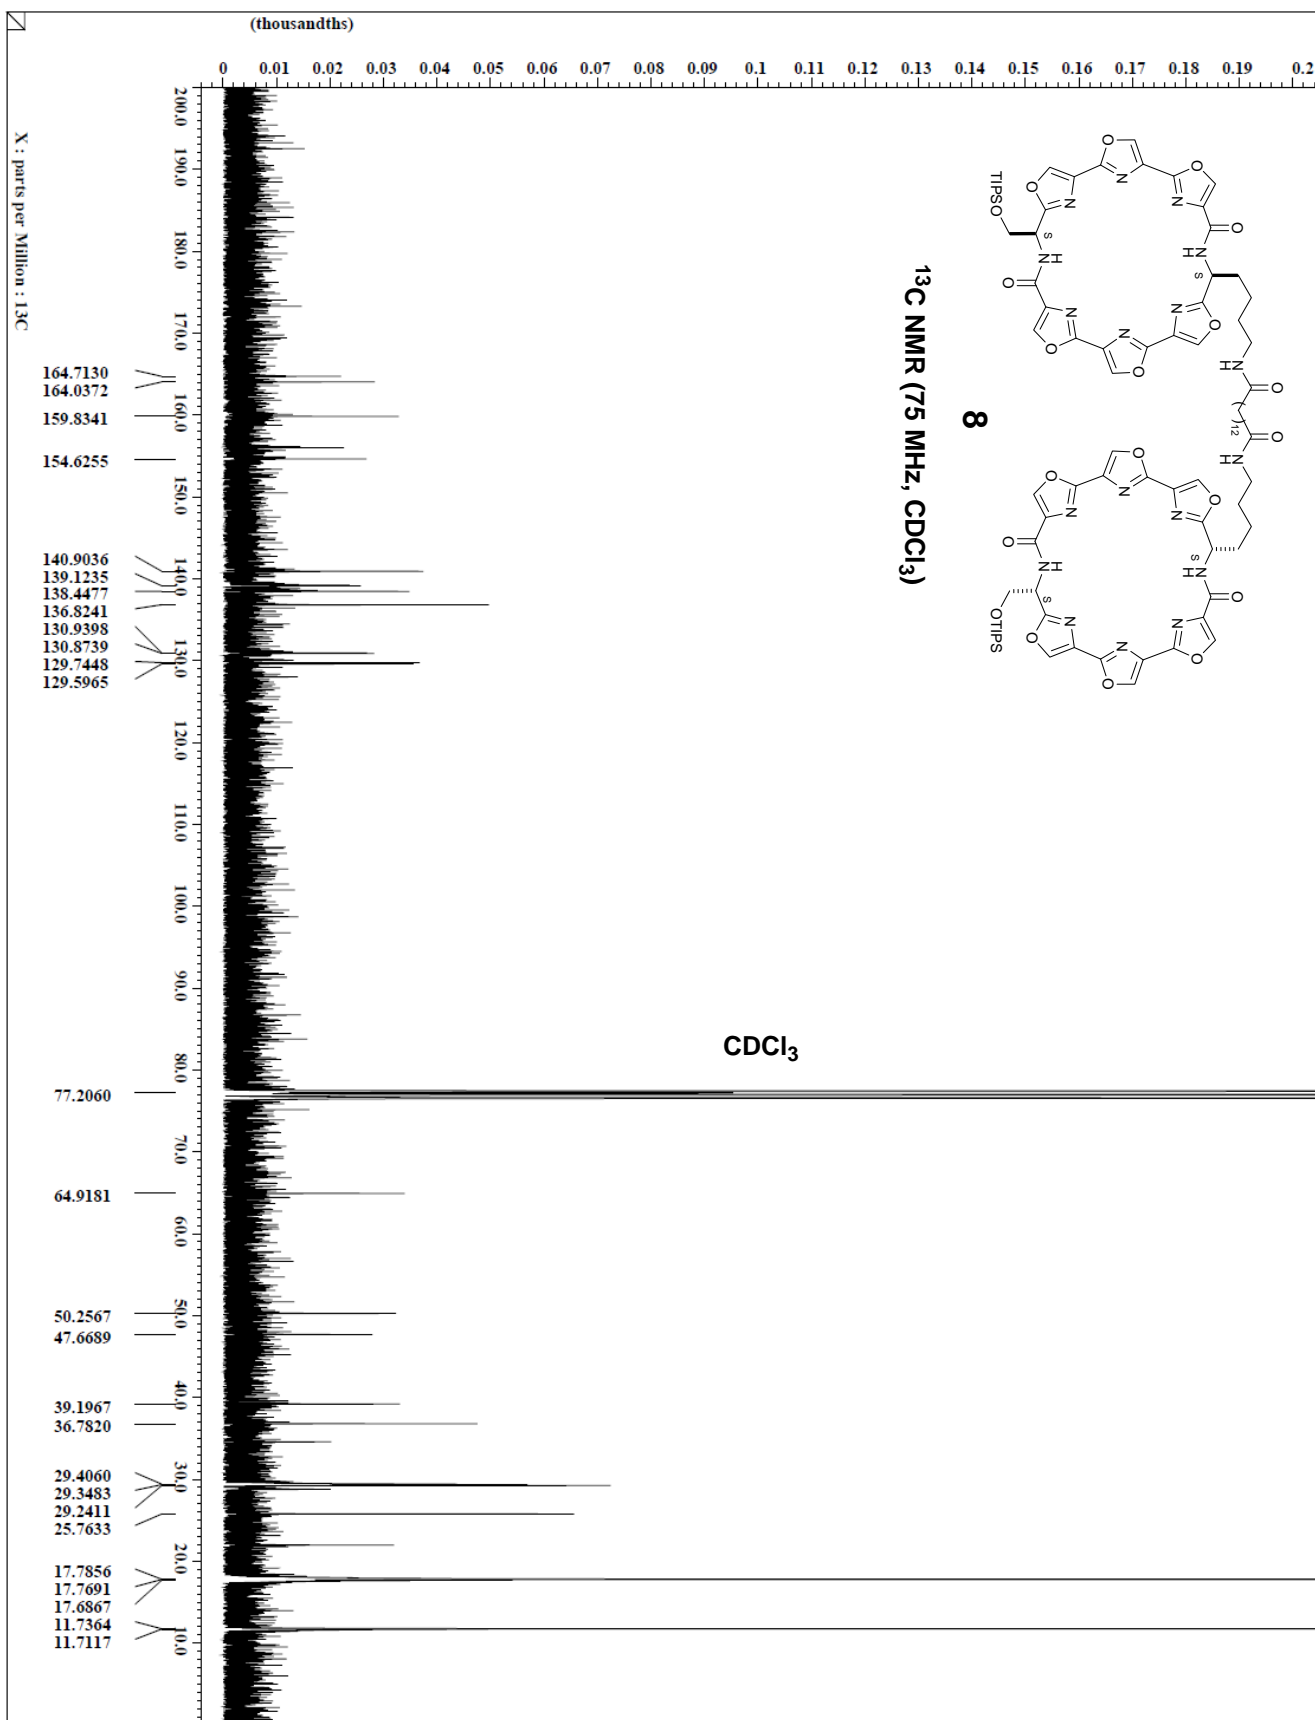 (thousandths)
0 0.01 0.02 0.03 0.04 0.05 0.06 0.07 0.08 0.09 0.1 0.11 0.12 0.13 0.14 0.15 0.16 0.17 0.18 0.19 0.2
200.0 190.0 180.0 170.0 160.0 150.0 140.0 130.0 120.0 110.0 100.0 90.0 80.0 70.0 60.0 50.0 40.0 30.0 20.0 10.0
X : parts per Million : 13C
164.7130
164.0372
159.8341
154.6255
140.9036
139.1235
138.4477
136.8241
130.9398
130.8739
129.7448
129.5965
77.2060
64.9181
50.2567
47.6689
39.1967
36.7820
29.4060
29.3483
29.2411
25.7633
17.7856
17.7691
17.6867
11.7364
11.7117
TIPSO
O N O N O N O
S HN NH S
O N O N O N O
HN O ( )12 O NH
O N O N O N O
S NH HN S
O N O N O N O
OTIPS
8
¹³C NMR (75 MHz, CDCl₃)
CDCl₃